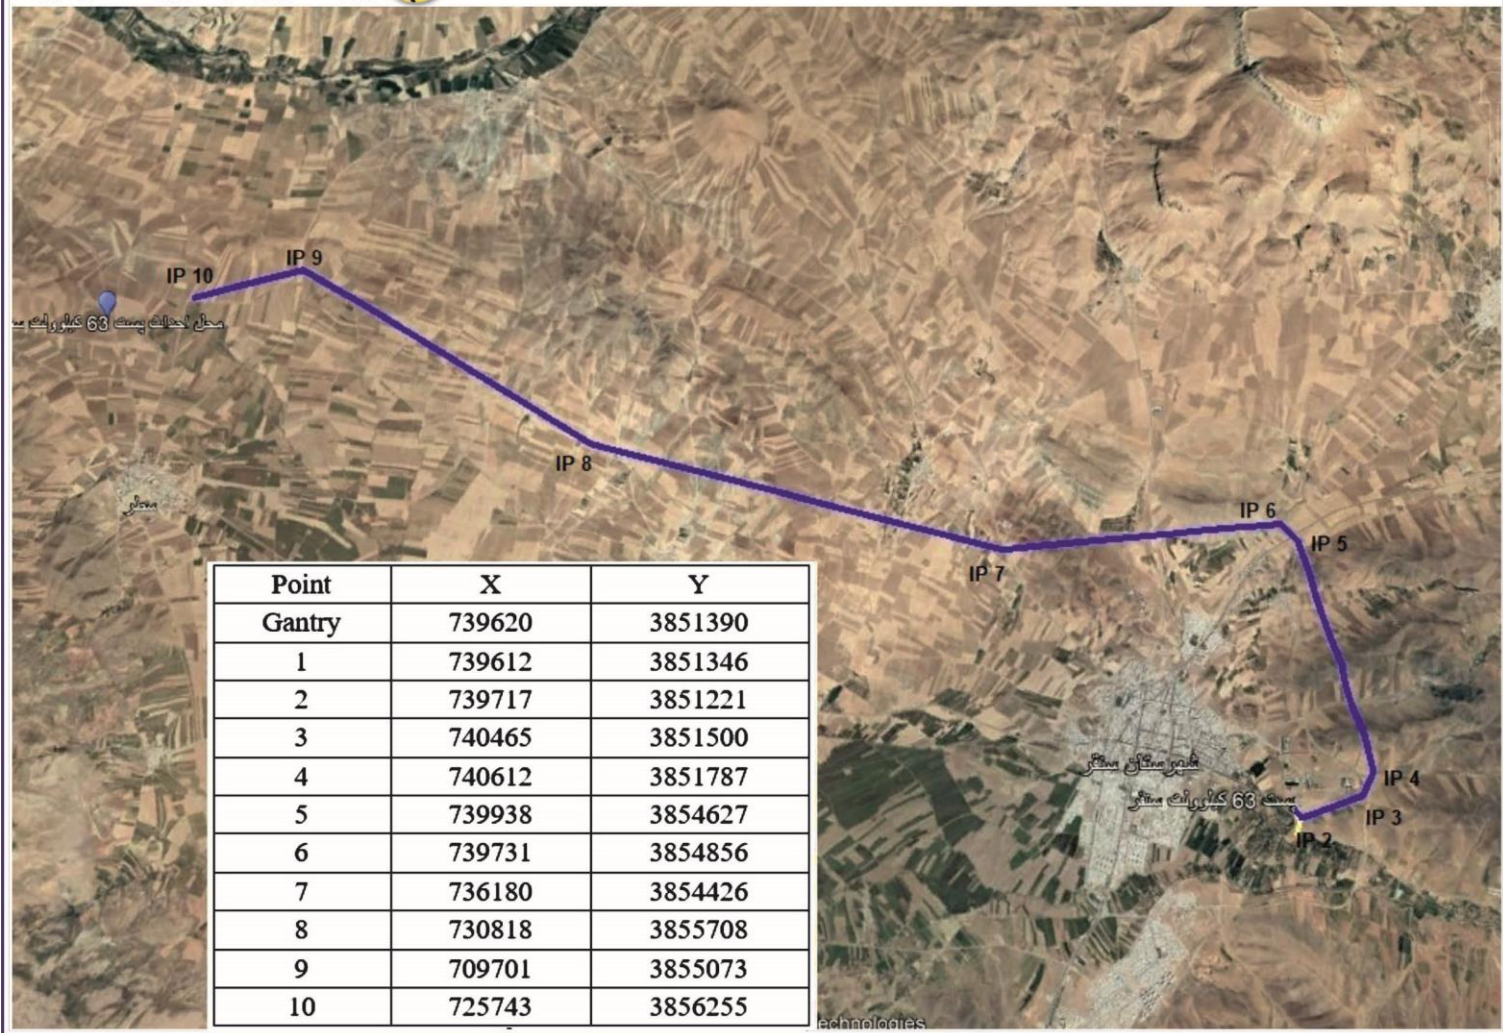 IP 9
IP 10
محل احداث پست 63 کیلوولت س
IP 8
سطر
IP 6
IP 5
IP 7
Point X Y
Gantry 739620 3851390
1 739612 3851346
2 739717 3851221
3 740465 3851500
4 740612 3851787
5 739938 3854627
6 739731 3854856
7 736180 3854426
8 730818 3855708
9 709701 3855073
10 725743 3856255
شهرستان سنقر
IP 4
پست 63 کیلوولت سنقر
IP 3
IP 2
echnologies